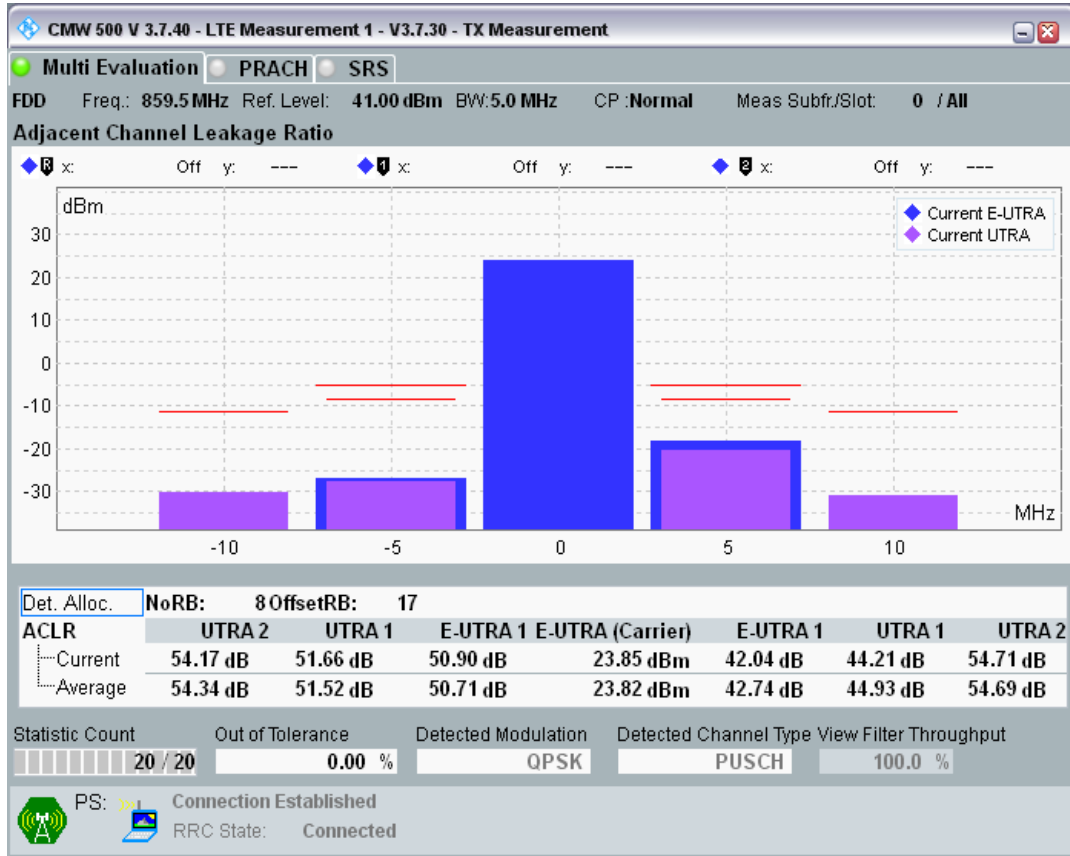 CMW 500 V 3.7.40 - LTE Measurement 1 - V3.7.30 - TX Measurement
Multi Evaluation PRACH SRS
FDD Freq.: 859.5 MHz Ref. Level: 41.00 dBm BW: 5.0 MHz CP : Normal Meas Subfr./Slot: 0 / All
Adjacent Channel Leakage Ratio
R x: Off y: --- 1 x: Off y: --- 2 x: Off y: ---
dBm
Current E-UTRA
Current UTRA
30
20
10
0
-10
-20
-30
MHz
-10 -5 0 5 10
Det. Alloc. NoRB: 8 OffsetRB: 17
ACLR UTRA 2 UTRA 1 E-UTRA 1 E-UTRA (Carrier) E-UTRA 1 UTRA 1 UTRA 2
Current 54.17 dB 51.66 dB 50.90 dB 23.85 dBm 42.04 dB 44.21 dB 54.71 dB
Average 54.34 dB 51.52 dB 50.71 dB 23.82 dBm 42.74 dB 44.93 dB 54.69 dB
Statistic Count Out of Tolerance Detected Modulation Detected Channel Type View Filter Throughput
20 / 20 0.00 % QPSK PUSCH 100.0 %
PS: Connection Established
RRC State: Connected